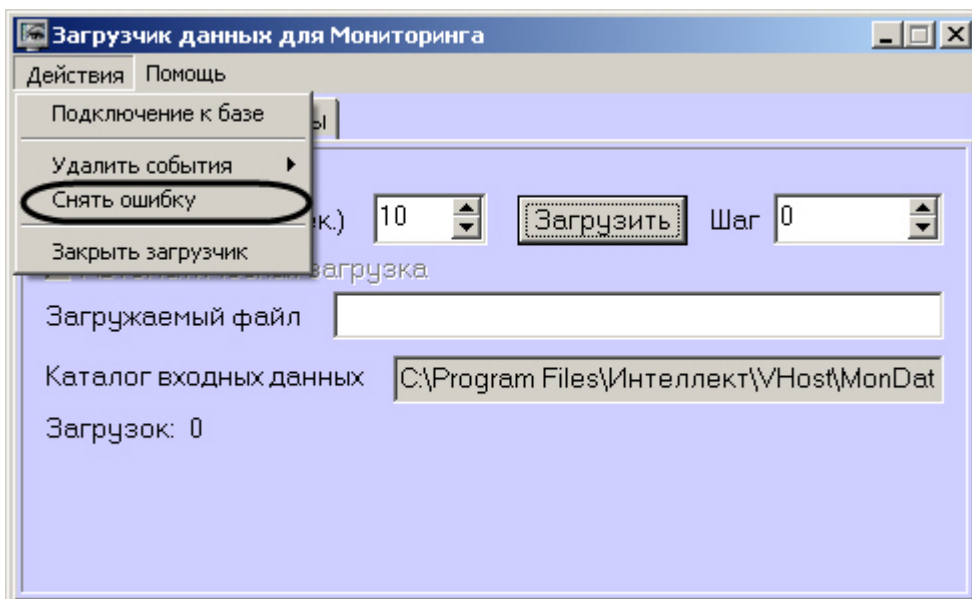 Загрузчик данных для Мониторинга
Действия Помощь
Подключение к базе
Удалить события
Снять ошибку
10 Загрузить Шаг 0
Закрыть загрузчик
загрузка
Загружаемый файл
Каталог входных данных C:\Program Files\Интеллект\VHost\MonDat
Загрузок: 0